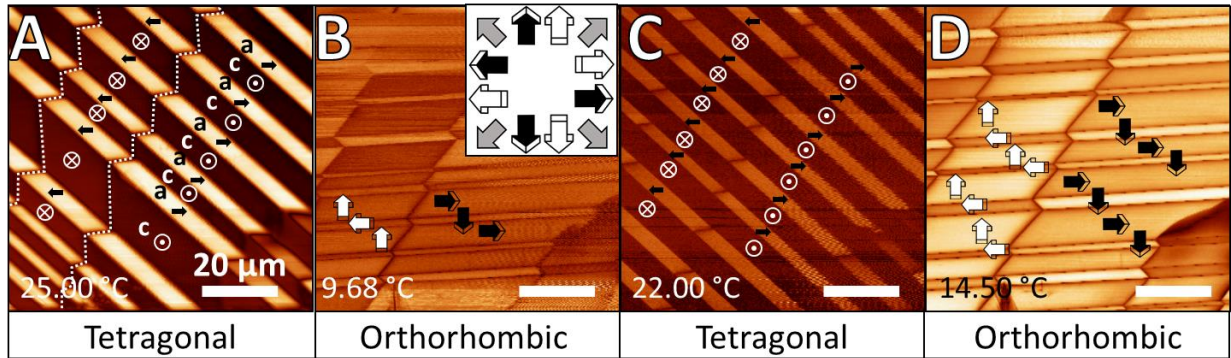 A
B
C
D
c
a
c
a
c
a
c
a
c
20 µm
25.00 °C
9.68 °C
22.00 °C
14.50 °C
Tetragonal
Orthorhombic
Tetragonal
Orthorhombic